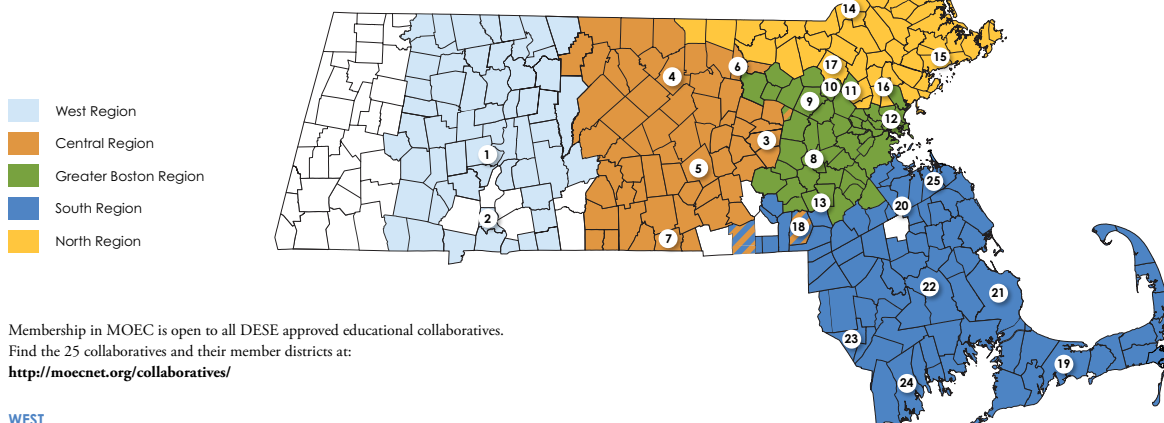 14
15
6
17
4
10
11
16
9
12
3
1
8
5
25
13
20
2
18
7
22
21
23
19
24
West Region
Central Region
Greater Boston Region
South Region
North Region
Membership in MOEC is open to all DESE approved educational collaboratives.
Find the 25 collaboratives and their member districts at:
http://moecnet.org/collaboratives/
WEST